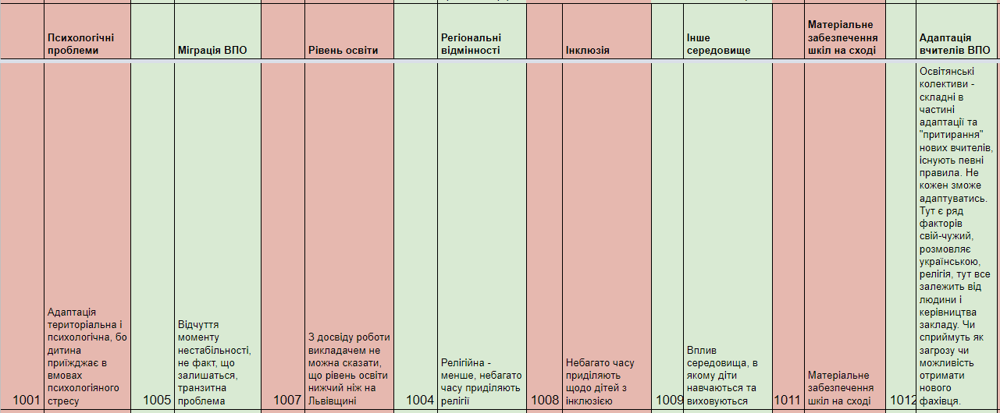 Психологічні
проблеми
Міграція ВПО
Рівень освіти
Регіональні
відмінності
Інклюзія
Інше
середовище
Матеріальне
забезпечення
шкіл на сході
Адаптація
вчителів ВПО
1001
Адаптація
територіальна і
психологічна, бо
дитина
приїжджає в
вмовах
психологіяного
стресу
1005
Відчуття
моменту
нестабільності,
не факт, що
залишаться,
транзитна
проблема
1007
З досвіду роботи
викладачем не
можна сказати,
що рівень освіти
нижчий ніж на
Львівщині
1004
Релігійна -
менше, небагато
часу приділяють
релігії
1008
Небагато часу
приділяють
щодо дітей з
інклюзією
1009
Вплив
середовища, в
якому діти
навчаються та
виховуються
1011
Матеріальне
забезпечення
шкіл на сході
1012
Освітянські
колективи -
складні в
частині
адаптації та
"притирання"
нових вчителів,
існують певні
правила. Не
кожен зможе
адаптуватись.
Тут є ряд
факторів
свій-чужий,
розмовляє
українською,
релігія, тут все
залежить від
людини і
керівництва
закладу. Чи
сприймуть як
загрозу чи
можливість
отримати
нового
фахівця.